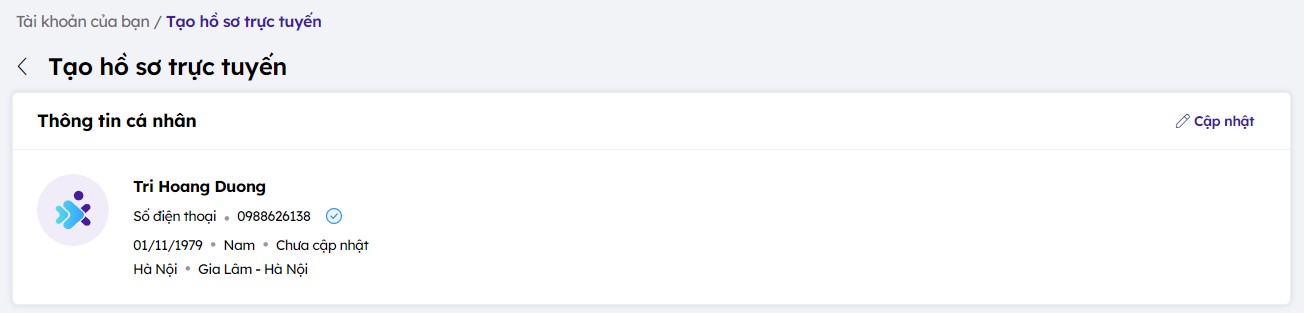 Tài khoản của bạn / Tạo hồ sơ trực tuyến
Tạo hồ sơ trực tuyến
Thông tin cá nhân
Cập nhật
Tri Hoang Duong
Số điện thoại • 0988626138
01/11/1979 • Nam • Chưa cập nhật
Hà Nội • Gia Lâm - Hà Nội